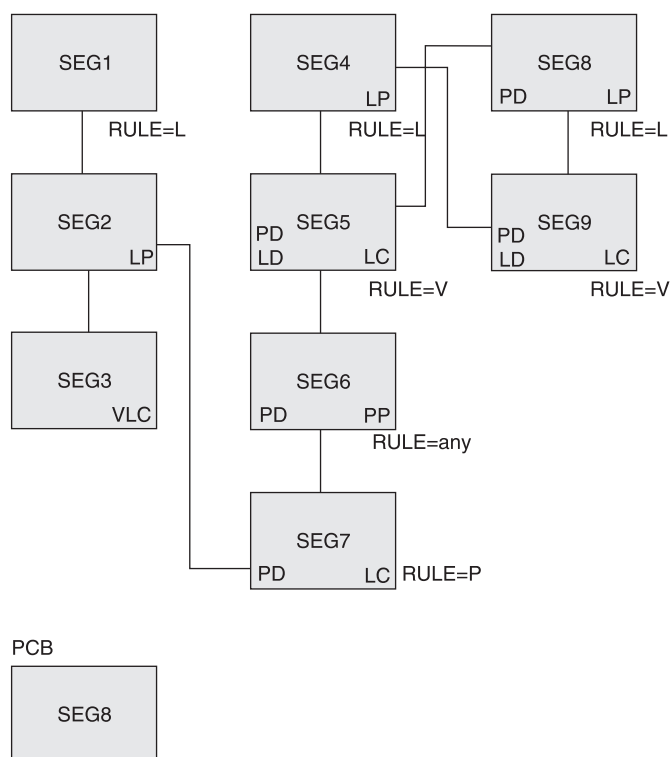 SEG1
RULE=L
SEG2
LP
SEG3
VLC
SEG4
LP
RULE=L
SEG5
PD
LD
LC
RULE=V
SEG6
PD
PP
RULE=any
SEG7
PD
LC
RULE=P
SEG8
PD
LP
RULE=L
SEG9
PD
LD
LC
RULE=V
PCB
SEG8